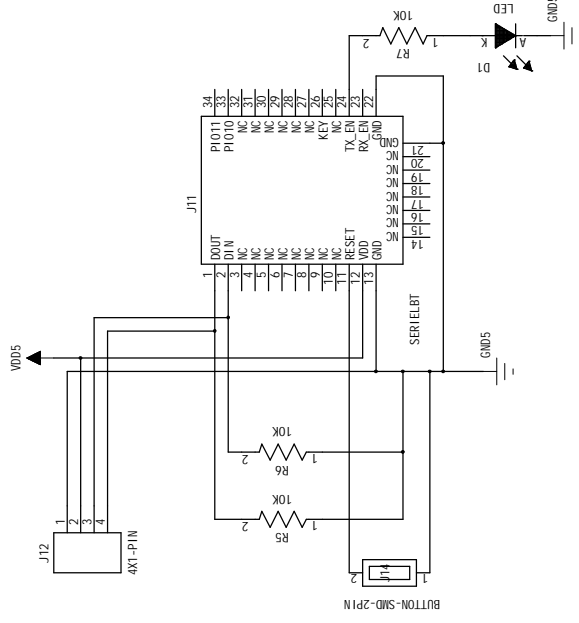 LED
GND5
10K
2
1
R7
K
A
D1
34
33
32
31
30
29
28
27
26
25
24
23
22
PIO11
PIO10
NC
NC
NC
NC
NC
NC
KEY
NC
TX_EN
RX_EN
GND
J11
GND
NC
NC
NC
NC
NC
NC
NC
21
20
19
18
17
16
15
14
DOUT
DIN
NC
NC
NC
NC
NC
NC
NC
NC
RESET
VDD
GND
1
2
3
4
5
6
7
8
9
10
11
12
13
SERIELBT
VDD5
GND5
10K
2
1
R6
10K
2
1
R5
J12
1
2
3
4
4X1-PIN
2
J14
1
BUTTON-SMD-2PIN